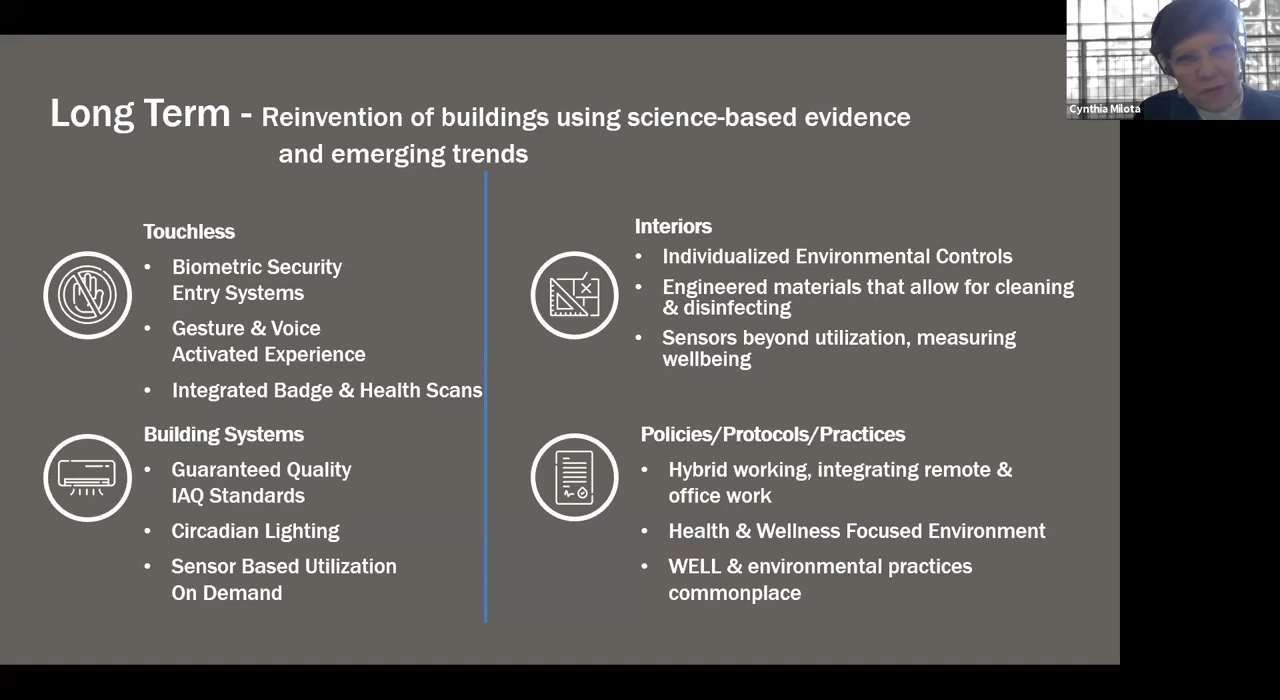 Cynthia Milota
Long Term - Reinvention of buildings using science-based evidence
and emerging trends
Touchless
• Biometric Security
Entry Systems
• Gesture & Voice
Activated Experience
• Integrated Badge & Health Scans
Building Systems
• Guaranteed Quality
IAQ Standards
• Circadian Lighting
• Sensor Based Utilization
On Demand
Interiors
• Individualized Environmental Controls
• Engineered materials that allow for cleaning
& disinfecting
• Sensors beyond utilization, measuring
wellbeing
Policies/Protocols/Practices
• Hybrid working, integrating remote &
office work
• Health & Wellness Focused Environment
• WELL & environmental practices
commonplace